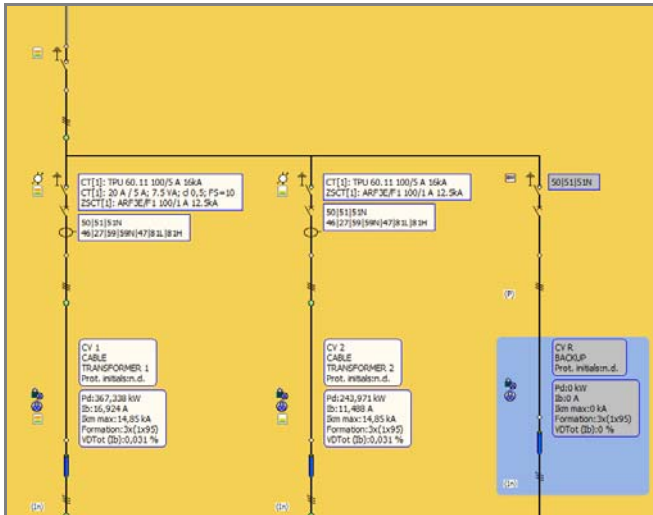 CT[1]: TPU 60.11 100/5 A 16kA
CT[1]: 20 A / 5 A; 7.5 VA; cl 0,5; FS=10
ZSCT[1]: ARF3E/F1 100/1 A 12.5kA
50|51|51N
46|27|59|59N|47|81L|81H
CT[1]: TPU 60.11 100/5 A 16kA
ZSCT[1]: ARF3E/F1 100/1 A 12.5kA
50|51|51N
46|27|59|59N|47|81L|81H
50|51|51N
(P)
CV 1
CABLE
TRANSFORMER 1
Prot. initials:n.d.
Pd:367,338 kW
Ib:16,924 A
Ikm max:14,85 kA
Formation:3x(1x95)
VDTot (Ib):0,031 %
(1n)
CV 2
CABLE
TRANSFORMER 2
Prot. initials:n.d.
Pd:243,971 kW
Ib:11,488 A
Ikm max:14,85 kA
Formation:3x(1x95)
VDTot (Ib):0,031 %
(1n)
CV R
BACKUP
Prot. initials:n.d.
Pd:0 kW
Ib:0 A
Ikm max:0 kA
Formation:3x(1x95)
VDTot (Ib):0 %
(1n)